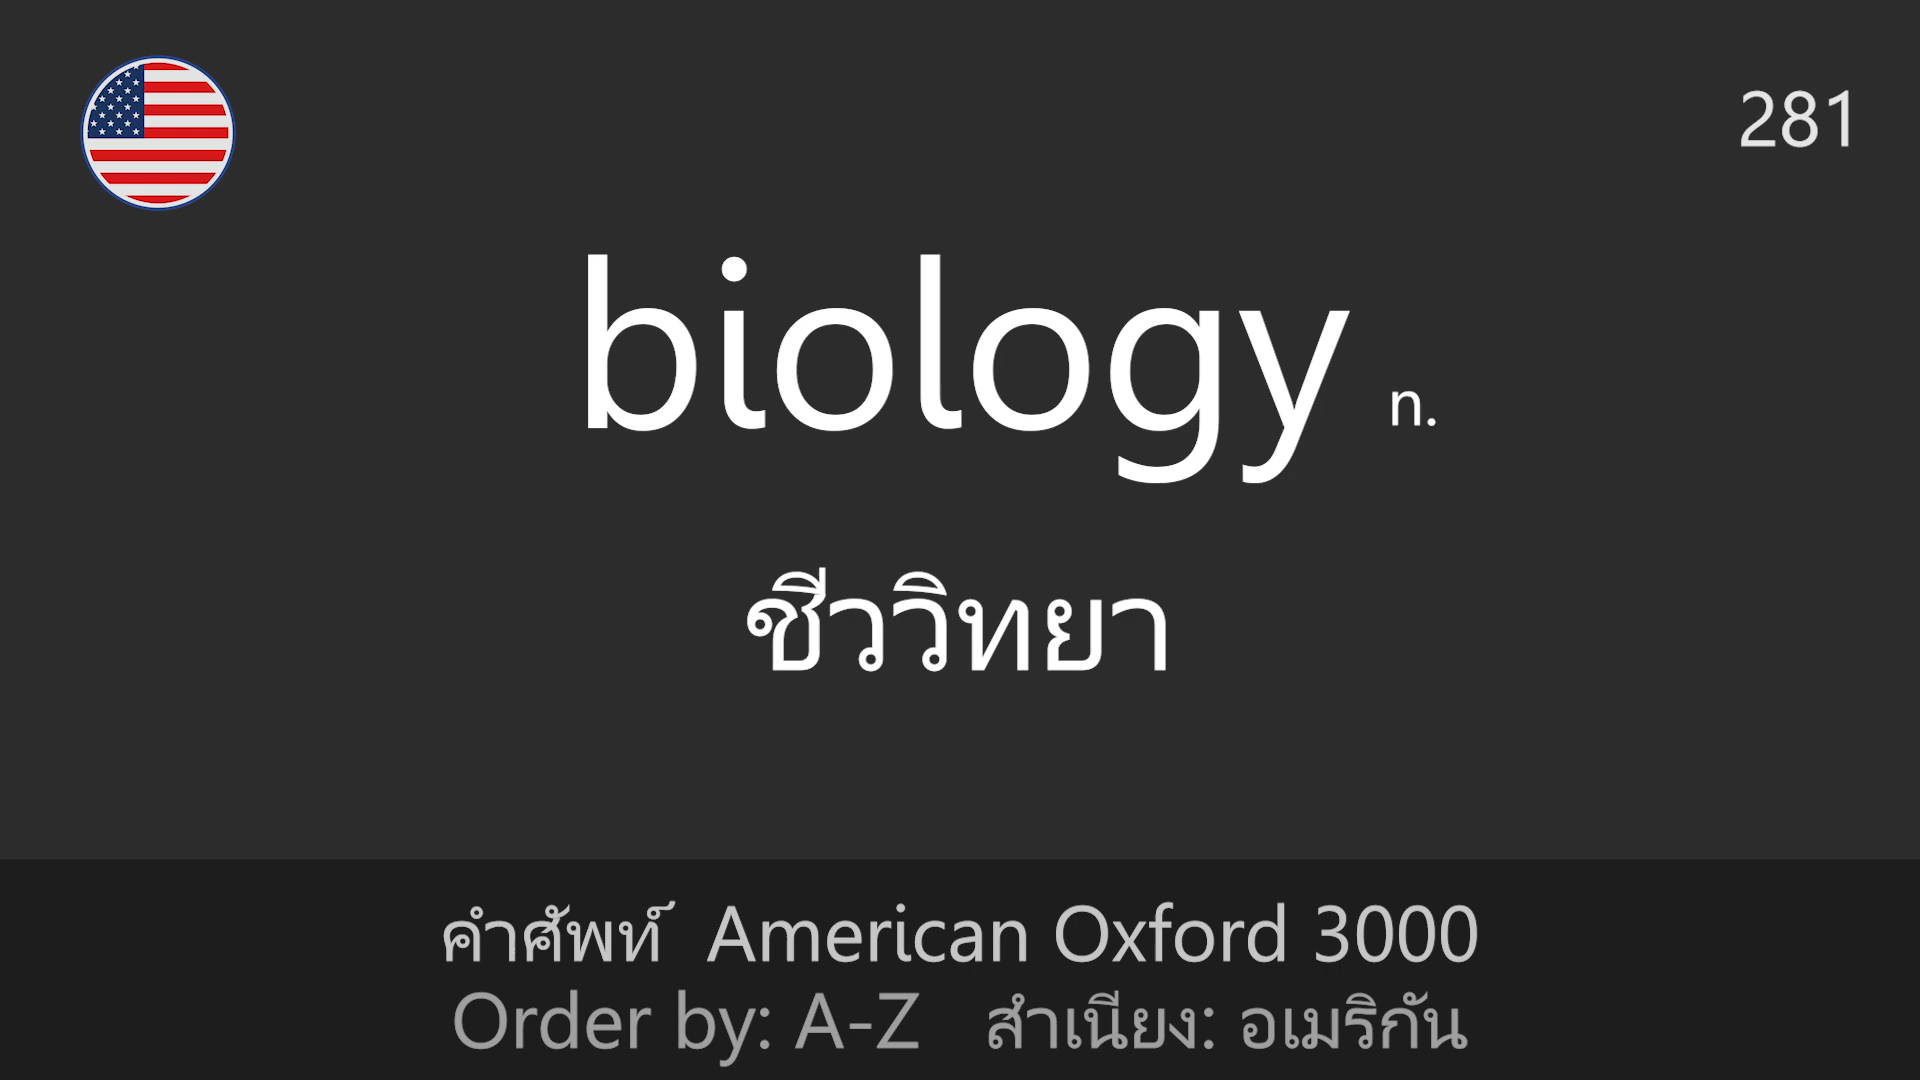 281
biology n.
ชีววิทยา
คำศัพท์ American Oxford 3000
Order by: A-Z สำเนียง: อเมริกัน